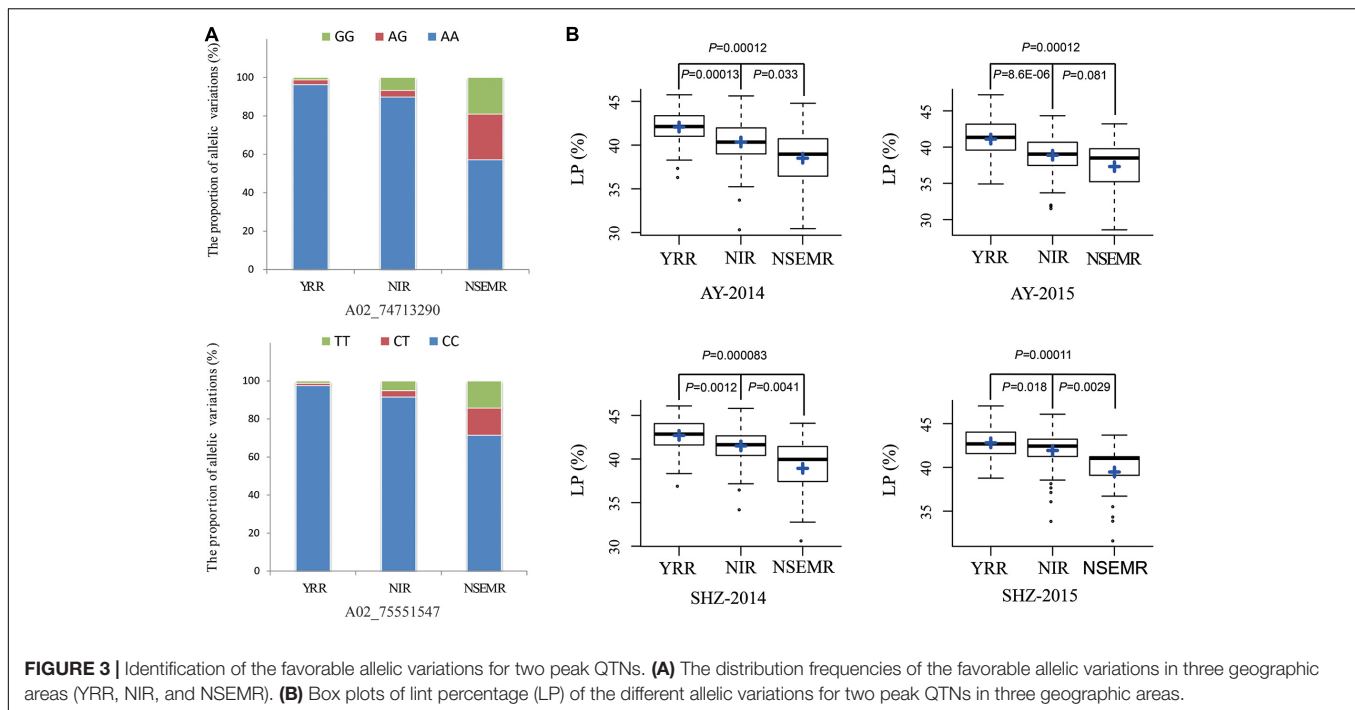 A
GG AG AA
The proportion of allelic variations (%)
120
100
80
60
40
20
0
YRR NIR NSEMR
A02_74713290
TT CT CC
The proportion of allelic variations (%)
120
100
80
60
40
20
0
YRR NIR NSEMR
A02_75551547
B
P=0.00012
P=0.00013 P=0.033
LP (%)
45
40
35
30
YRR NIR NSEMR
AY-2014
P=0.00012
P=8.6E-06 P=0.081
LP (%)
45
40
35
30
YRR NIR NSEMR
AY-2015
P=0.000083
P=0.0012 P=0.0041
LP (%)
45
40
35
30
YRR NIR NSEMR
SHZ-2014
P=0.00011
P=0.018 P=0.0029
LP (%)
45
40
35
YRR NIR NSEMR
SHZ-2015
FIGURE 3 | Identification of the favorable allelic variations for two peak QTNs. (A) The distribution frequencies of the favorable allelic variations in three geographic
areas (YRR, NIR, and NSEMR). (B) Box plots of lint percentage (LP) of the different allelic variations for two peak QTNs in three geographic areas.